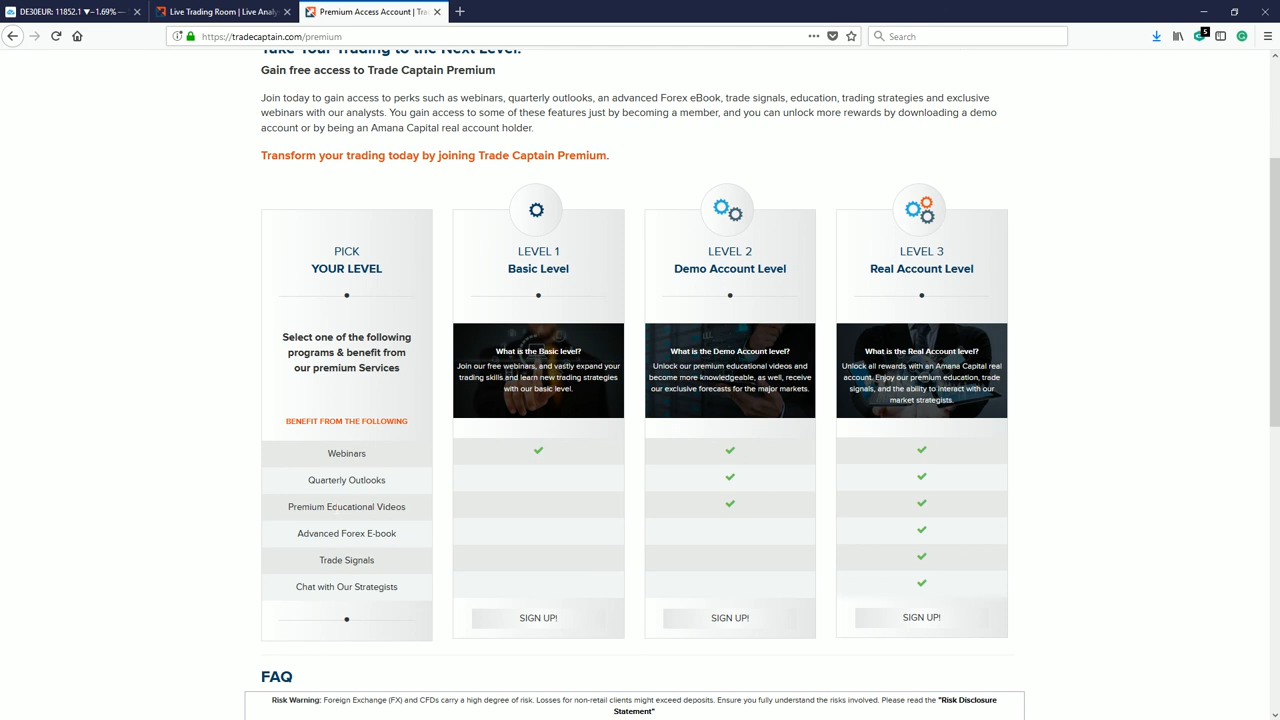 DE30EUR: 11852.1 ▼−1.69% —
Live Trading Room | Live Analy
Premium Access Account | Tra
https://tradecaptain.com/premium
Search
5
Take Your Trading to the Next Level.
Gain free access to Trade Captain Premium
Join today to gain access to perks such as webinars, quarterly outlooks, an advanced Forex eBook, trade signals, education, trading strategies and exclusive
webinars with our analysts. You gain access to some of these features just by becoming a member, and you can unlock more rewards by downloading a demo
account or by being an Amana Capital real account holder.
Transform your trading today by joining Trade Captain Premium.
PICK
YOUR LEVEL
Select one of the following
programs & benefit from
our premium Services
BENEFIT FROM THE FOLLOWING
Webinars
Quarterly Outlooks
Premium Educational Videos
Advanced Forex E-book
Trade Signals
Chat with Our Strategists
LEVEL 1
Basic Level
What is the Basic level?
Join our free webinars, and vastly expand your
trading skills and learn new trading strategies
with our basic level.
SIGN UP!
LEVEL 2
Demo Account Level
What is the Demo Account level?
Unlock our premium educational videos and
become more knowledgeable, as well, receive
our exclusive forecasts for the major markets.
SIGN UP!
LEVEL 3
Real Account Level
What is the Real Account level?
Unlock all rewards with an Amana Capital real
account. Enjoy our premium education, trade
signals, and the ability to interact with our
market strategists.
SIGN UP!
FAQ
Risk Warning: Foreign Exchange (FX) and CFDs carry a high degree of risk. Losses for non-retail clients might exceed deposits. Ensure you fully understand the risks involved. Please read the "Risk Disclosure
Statement"